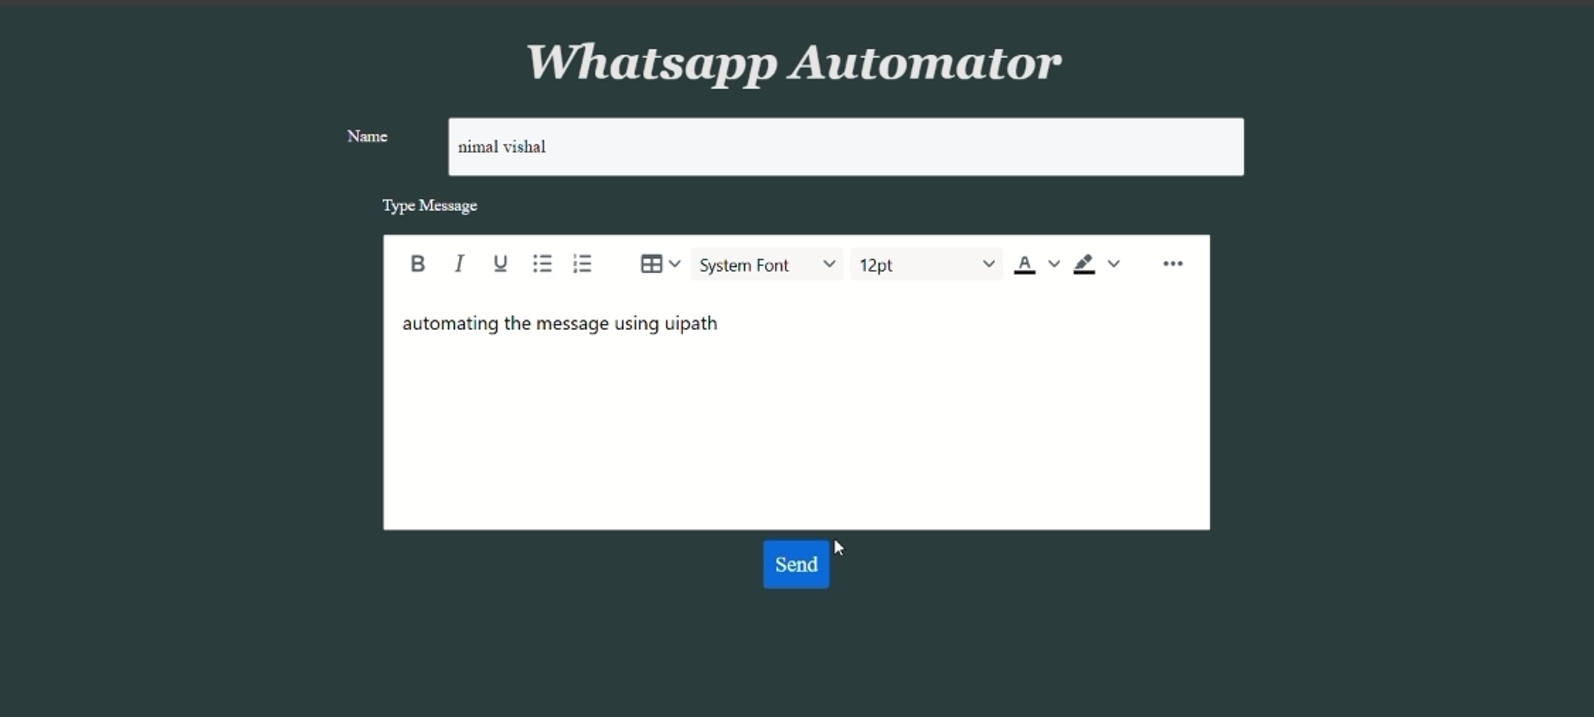 Whatsapp Automator
Name
nimal vishal
Type Message
B I U System Font 12pt A
automating the message using uipath
Send